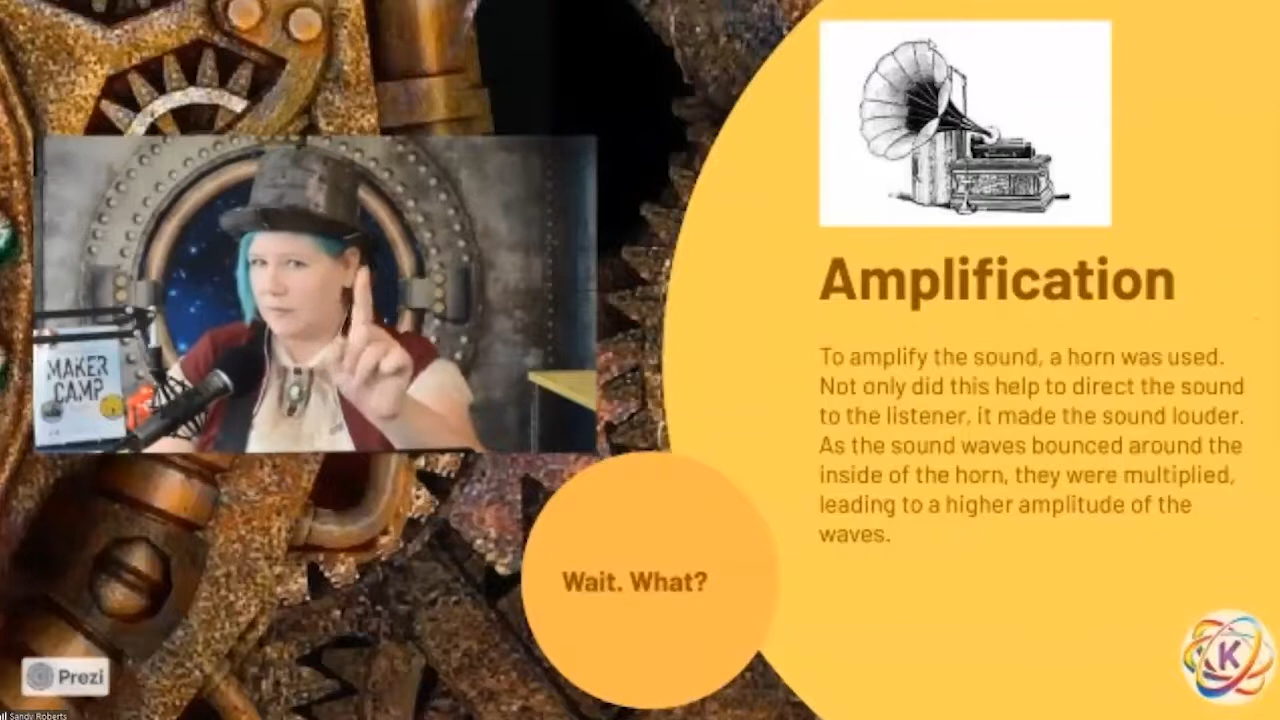 Amplification
To amplify the sound, a horn was used.
Not only did this help to direct the sound
to the listener, it made the sound louder.
As the sound waves bounced around the
inside of the horn, they were multiplied,
leading to a higher amplitude of the
waves.
MAKER
CAMP
Wait. What?
K
Prezi
Sandy Roberts